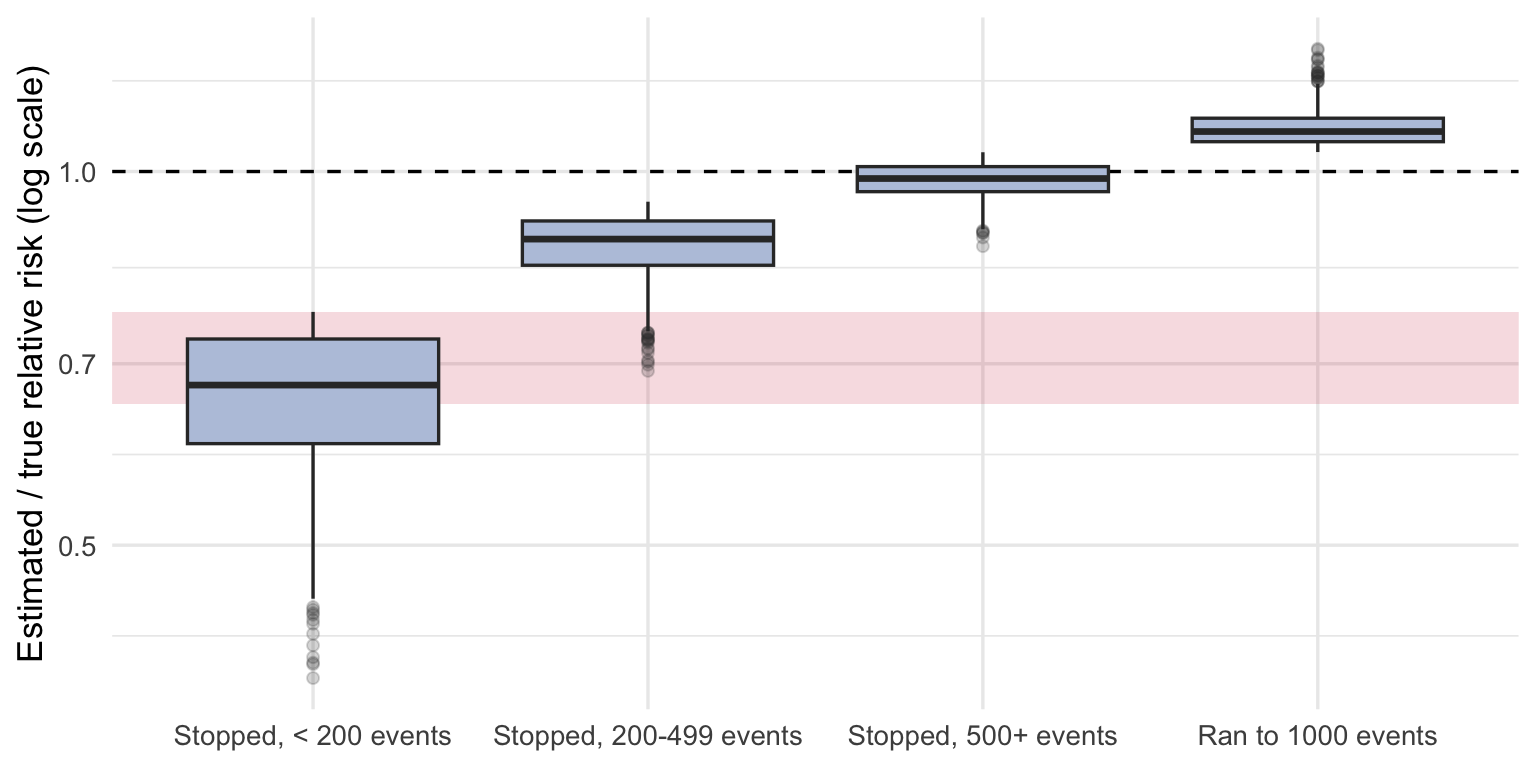 Estimated / true relative risk (log scale)
1.0
0.7
0.5
Stopped, < 200 events
Stopped, 200-499 events
Stopped, 500+ events
Ran to 1000 events